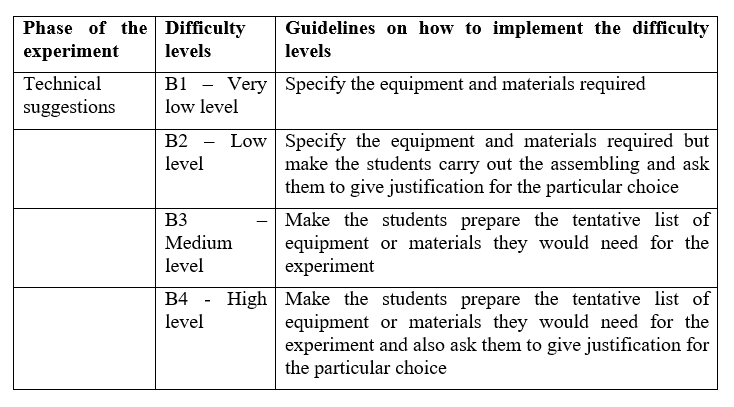 Phase of the experiment
Difficulty levels
Guidelines on how to implement the difficulty levels
Technical suggestions
B1 – Very low level
Specify the equipment and materials required
B2 – Low level
Specify the equipment and materials required but
make the students carry out the assembling and ask
them to give justification for the particular choice
B3 – Medium level
Make the students prepare the tentative list of
equipment or materials they would need for the
experiment
B4 - High level
Make the students prepare the tentative list of
equipment or materials they would need for the
experiment and also ask them to give justification for
the particular choice